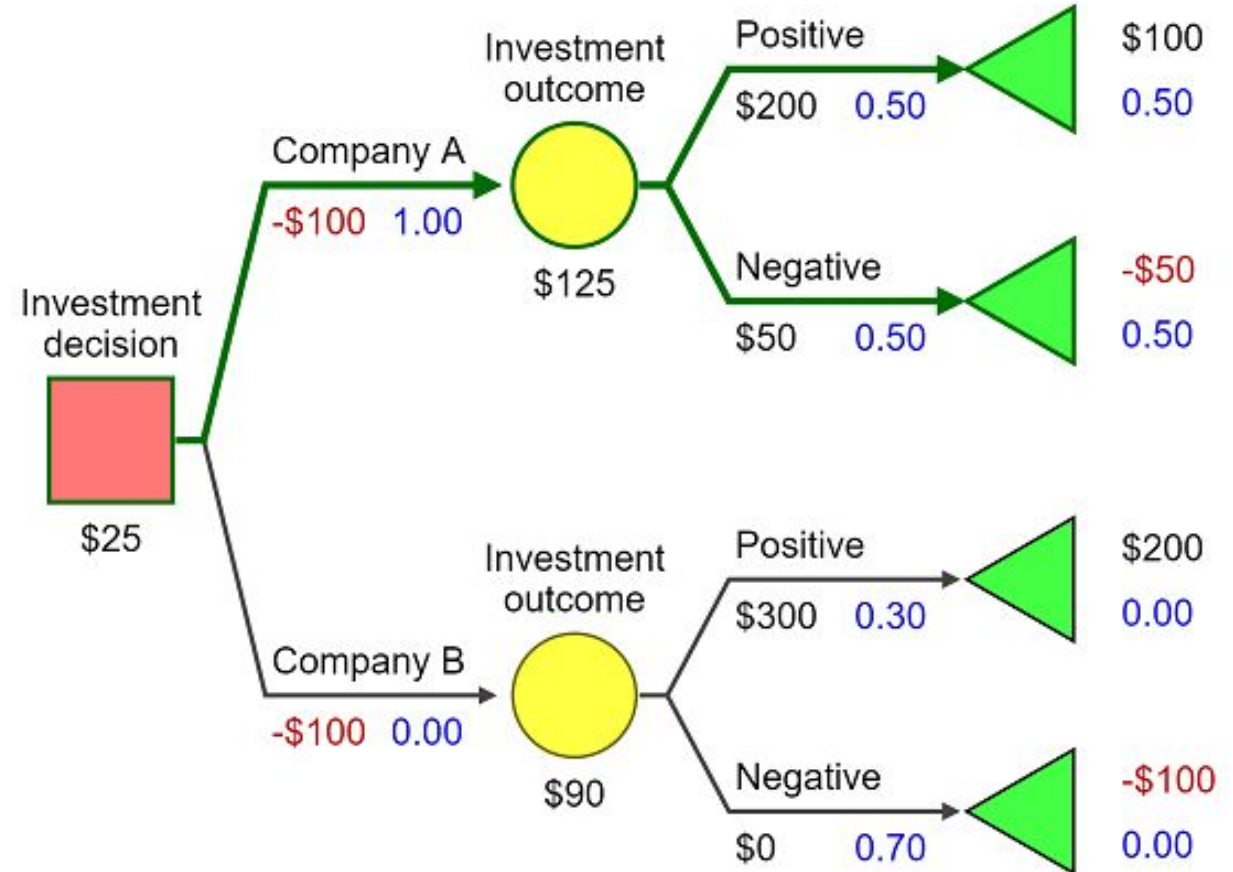 Investment
decision
$25
Company A
-$100 1.00
Investment
outcome
$125
Positive
$200 0.50
$100
0.50
Negative
$50 0.50
-$50
0.50
Company B
-$100 0.00
Investment
outcome
$90
Positive
$300 0.30
$200
0.00
Negative
$0 0.70
-$100
0.00